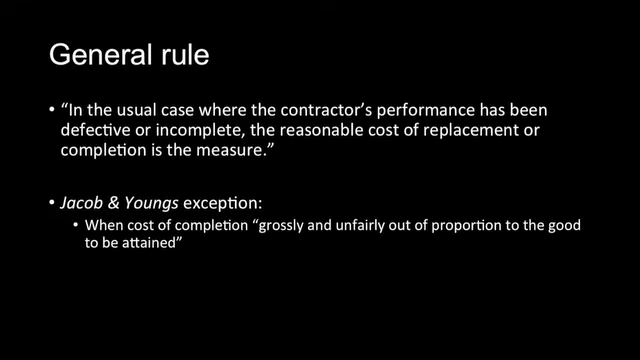 General rule
• “In the usual case where the contractor’s performance has been
defective or incomplete, the reasonable cost of replacement or
completion is the measure.”
• Jacob & Youngs exception:
• When cost of completion “grossly and unfairly out of proportion to the good
to be attained”